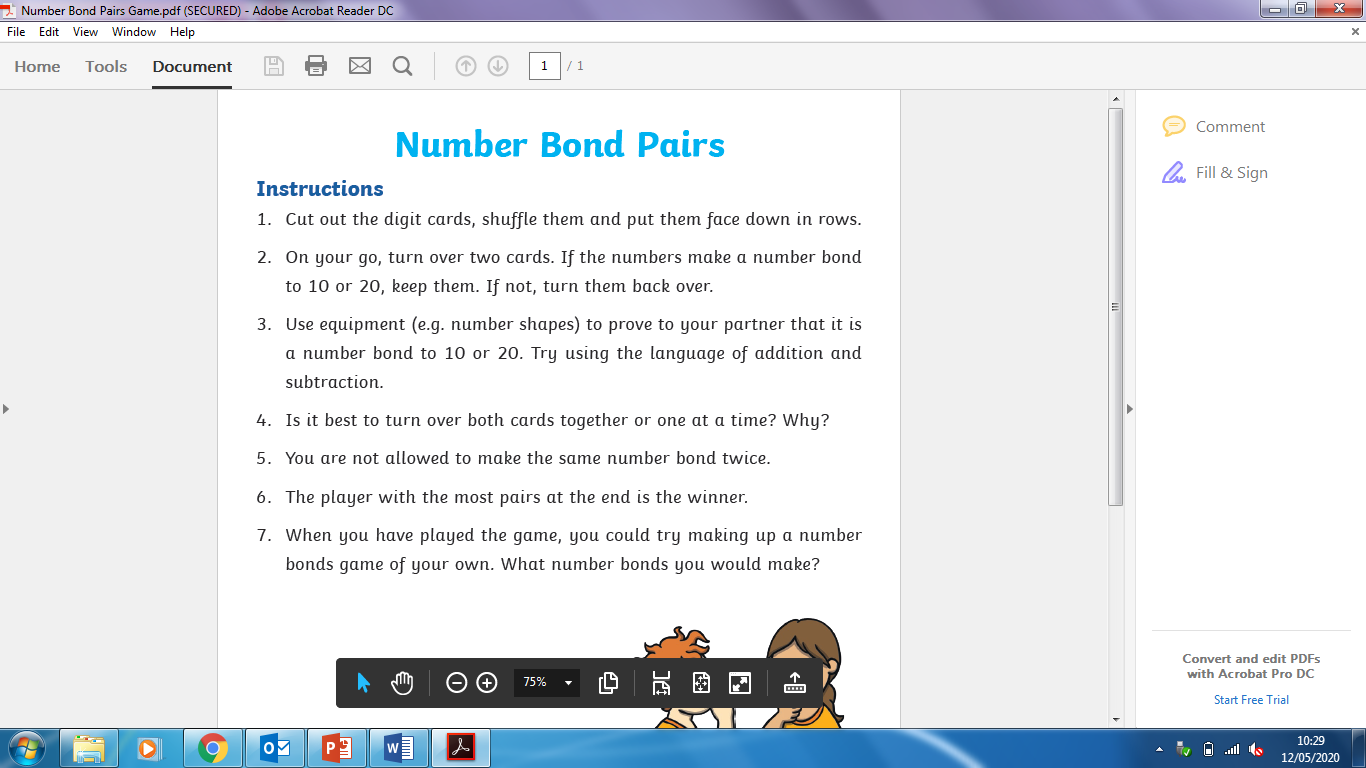 Number Bond Pairs Game.pdf (SECURED) - Adobe Acrobat Reader DC
File Edit View Window Help
Home Tools Document 1 / 1
Number Bond Pairs
Instructions
1. Cut out the digit cards, shuffle them and put them face down in rows.
2. On your go, turn over two cards. If the numbers make a number bond
to 10 or 20, keep them. If not, turn them back over.
3. Use equipment (e.g. number shapes) to prove to your partner that it is
a number bond to 10 or 20. Try using the language of addition and
subtraction.
4. Is it best to turn over both cards together or one at a time? Why?
5. You are not allowed to make the same number bond twice.
6. The player with the most pairs at the end is the winner.
7. When you have played the game, you could try making up a number
bonds game of your own. What number bonds you would make?
75%
Comment
Fill & Sign
Convert and edit PDFs
with Acrobat Pro DC
Start Free Trial
10:29
12/05/2020